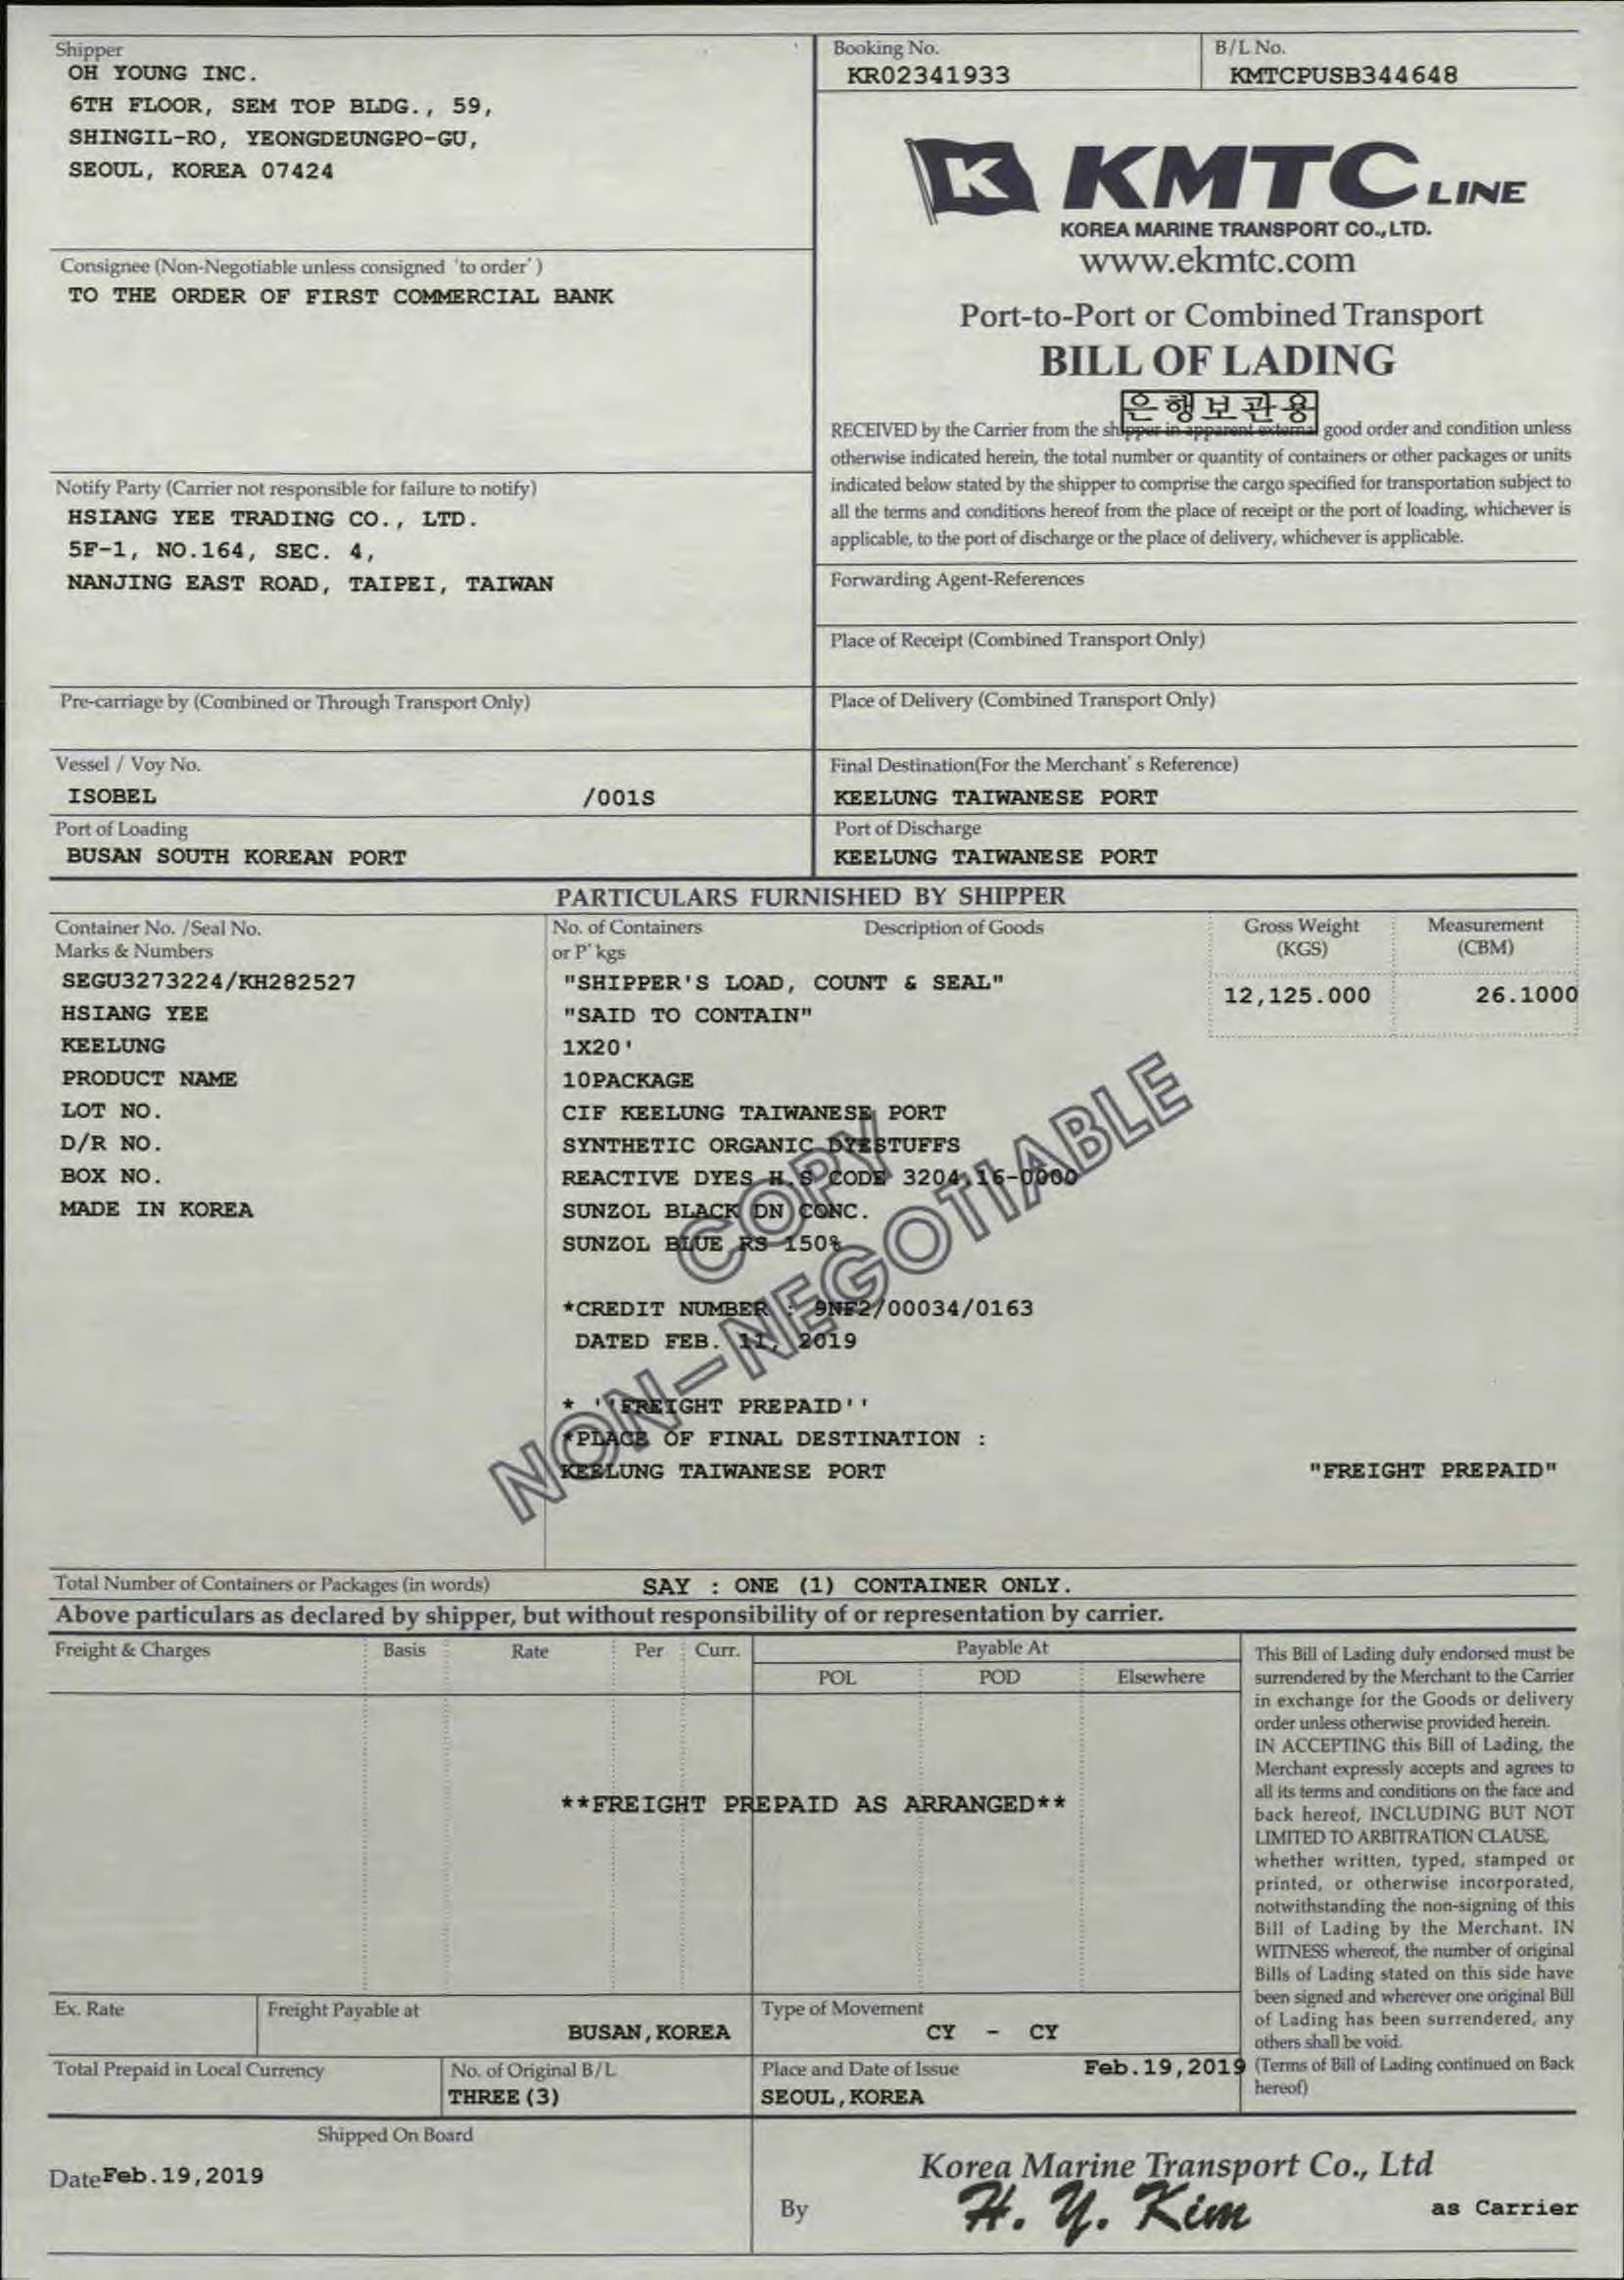 Shipper
OH YOUNG INC.
6TH FLOOR, SEM TOP BLDG., 59,
SHINGIL-RO, YEONGDEUNGPO-GU,
SEOUL, KOREA 07424
Booking No.
KR02341933
B/L No.
KMTCPUSB344648
K KMTC LINE
KOREA MARINE TRANSPORT CO., LTD.
www.ekmtc.com
Port-to-Port or Combined Transport
BILL OF LADING
은행보관용
RECEIVED by the Carrier from the shipper in apparent external good order and condition unless
otherwise indicated herein, the total number or quantity of containers or other packages or units
indicated below stated by the shipper to comprise the cargo specified for transportation subject to
all the terms and conditions hereof from the place of receipt or the port of loading, whichever is
applicable, to the port of discharge or the place of delivery, whichever is applicable.
Consignee (Non-Negotiable unless consigned 'to order')
TO THE ORDER OF FIRST COMMERCIAL BANK
Notify Party (Carrier not responsible for failure to notify)
HSIANG YEE TRADING CO., LTD.
5F-1, NO.164, SEC. 4,
NANJING EAST ROAD, TAIPEI, TAIWAN
Forwarding Agent-References
Place of Receipt (Combined Transport Only)
Pre-carriage by (Combined or Through Transport Only)
Place of Delivery (Combined Transport Only)
Vessel / Voy No.
ISOBEL /001S
Final Destination(For the Merchant's Reference)
KEELUNG TAIWANESE PORT
Port of Loading
BUSAN SOUTH KOREAN PORT
Port of Discharge
KEELUNG TAIWANESE PORT
PARTICULARS FURNISHED BY SHIPPER
Container No. /Seal No.
Marks & Numbers
No. of Containers
or P'kgs
Description of Goods
Gross Weight
(KGS)
Measurement
(CBM)
SEGU3273224/KH282527
HSIANG YEE
KEELUNG
PRODUCT NAME
LOT NO.
D/R NO.
BOX NO.
MADE IN KOREA
"SHIPPER'S LOAD, COUNT & SEAL"
"SAID TO CONTAIN"
1X20'
10PACKAGE
CIF KEELUNG TAIWANESE PORT
SYNTHETIC ORGANIC DYESTUFFS
REACTIVE DYES H.S CODE 3204.16-0000
SUNZOL BLACK DN CONC.
SUNZOL BLUE RS 150%
*CREDIT NUMBER : 9NF2/00034/0163
DATED FEB. 11, 2019
* ''FREIGHT PREPAID''
*PLACE OF FINAL DESTINATION :
KEELUNG TAIWANESE PORT
12,125.000
26.1000
"FREIGHT PREPAID"
COPY
NON-NEGOTIABLE
Total Number of Containers or Packages (in words)
SAY : ONE (1) CONTAINER ONLY.
Above particulars as declared by shipper, but without responsibility of or representation by carrier.
Freight & Charges
Basis
Rate
Per
Curr.
Payable At
POL
POD
Elsewhere
**FREIGHT PREPAID AS ARRANGED**
This Bill of Lading duly endorsed must be
surrendered by the Merchant to the Carrier
in exchange for the Goods or delivery
order unless otherwise provided herein.
IN ACCEPTING this Bill of Lading, the
Merchant expressly accepts and agrees to
all its terms and conditions on the face and
back hereof, INCLUDING BUT NOT
LIMITED TO ARBITRATION CLAUSE,
whether written, typed, stamped or
printed, or otherwise incorporated,
notwithstanding the non-signing of this
Bill of Lading by the Merchant. IN
WITNESS whereof, the number of original
Bills of Lading stated on this side have
been signed and wherever one original Bill
of Lading has been surrendered, any
others shall be void.
(Terms of Bill of Lading continued on Back
hereof)
Ex. Rate
Freight Payable at
BUSAN,KOREA
Type of Movement
CY - CY
Total Prepaid in Local Currency
No. of Original B/L
THREE(3)
Place and Date of Issue
Feb.19,2019
SEOUL,KOREA
Shipped On Board
DateFeb.19,2019
Korea Marine Transport Co., Ltd
By
H. Y. Kim
as Carrier